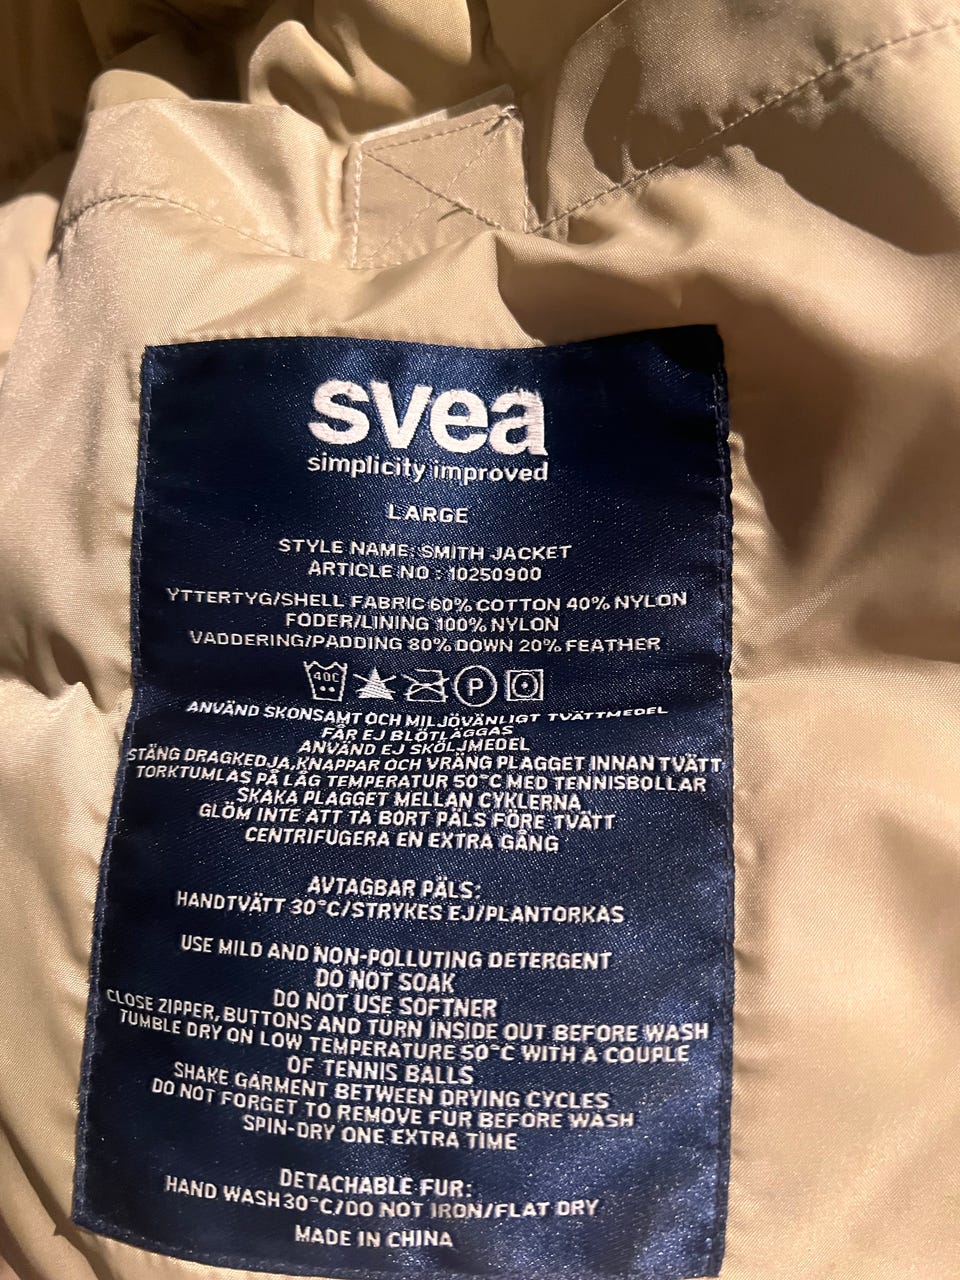 svea
simplicity improved
LARGE
STYLE NAME: SMITH JACKET
ARTICLE NO : 10250900
YTTERTYG/SHELL FABRIC 60% COTTON 40% NYLON
FODER/LINING 100% NYLON
VADDERING/PADDING 80% DOWN 20% FEATHER
40C P
ANVÄND SKONSAMT OCH MILJÖVÄNLIGT TVÄTTMEDEL
FÅR EJ BLÖTLÄGGAS
ANVÄND EJ SKÖLJMEDEL
STÄNG DRAGKEDJA,KNAPPAR OCH VRÄNG PLAGGET INNAN TVÄTT
TORKTUMLAS PÅ LÅG TEMPERATUR 50°C MED TENNISBOLLAR
SKAKA PLAGGET MELLAN CYKLERNA
GLÖM INTE ATT TA BORT PÄLS FÖRE TVÄTT
CENTRIFUGERA EN EXTRA GÅNG
AVTAGBAR PÄLS:
HANDTVÄTT 30°C/STRYKES EJ/PLANTORKAS
USE MILD AND NON-POLLUTING DETERGENT
DO NOT SOAK
DO NOT USE SOFTNER
CLOSE ZIPPER, BUTTONS AND TURN INSIDE OUT BEFORE WASH
TUMBLE DRY ON LOW TEMPERATURE 50°C WITH A COUPLE
OF TENNIS BALLS
SHAKE GARMENT BETWEEN DRYING CYCLES
DO NOT FORGET TO REMOVE FUR BEFORE WASH
SPIN-DRY ONE EXTRA TIME
DETACHABLE FUR:
HAND WASH 30°C/DO NOT IRON/FLAT DRY
MADE IN CHINA